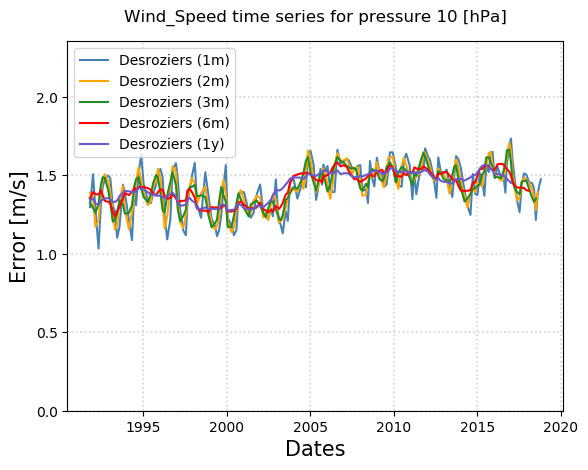 Wind_Speed time series for pressure 10 [hPa]
Desroziers (1m)
Desroziers (2m)
Desroziers (3m)
Desroziers (6m)
Desroziers (1y)
Error [m/s]
2.0
1.5
1.0
0.5
0.0
1995 2000 2005 2010 2015 2020
Dates